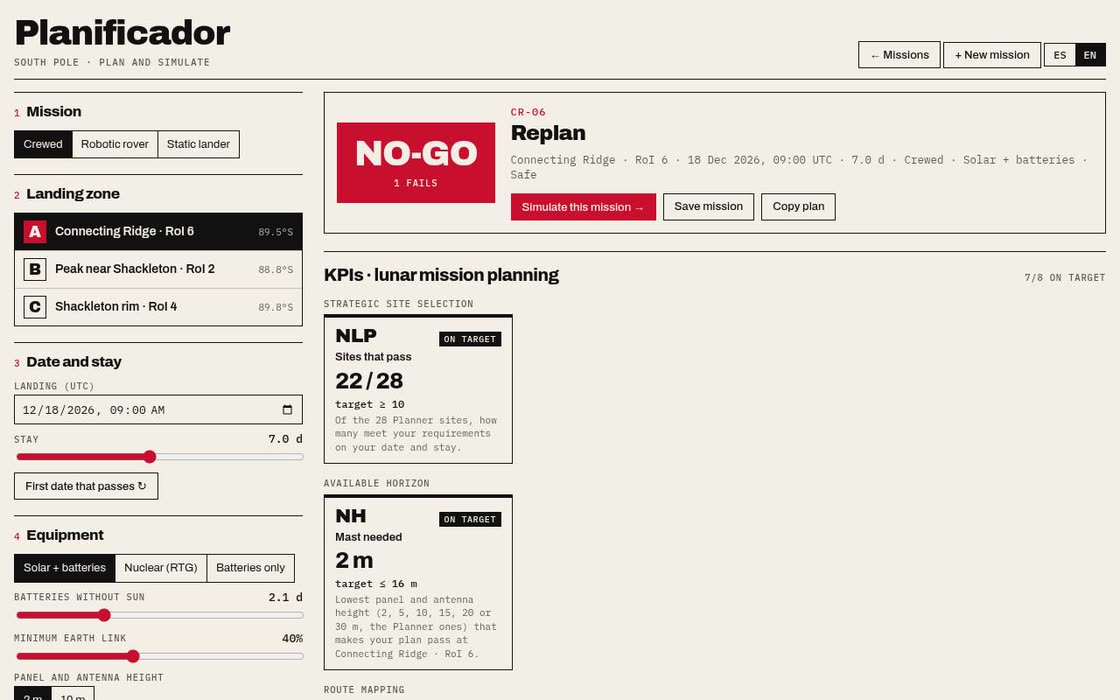 Planificador
SOUTH POLE · PLAN AND SIMULATE
← Missions
+ New mission
ES
EN
1 Mission
Crewed
Robotic rover
Static lander
2 Landing zone
A Connecting Ridge · RoI 6 89.5°S
B Peak near Shackleton · RoI 2 88.8°S
C Shackleton rim · RoI 4 89.8°S
3 Date and stay
LANDING (UTC)
12/18/2026, 09:00 AM
STAY 7.0 d
First date that passes ↻
4 Equipment
Solar + batteries
Nuclear (RTG)
Batteries only
BATTERIES WITHOUT SUN 2.1 d
MINIMUM EARTH LINK 40%
PANEL AND ANTENNA HEIGHT
2 m
10 m
NO-GO
1 FAILS
CR-06
Replan
Connecting Ridge · RoI 6 · 18 Dec 2026, 09:00 UTC · 7.0 d · Crewed · Solar + batteries ·
Safe
Simulate this mission →
Save mission
Copy plan
KPIs · lunar mission planning
7/8 ON TARGET
STRATEGIC SITE SELECTION
NLP
ON TARGET
Sites that pass
22 / 28
target ≥ 10
Of the 28 Planner sites, how
many meet your requirements
on your date and stay.
AVAILABLE HORIZON
NH
ON TARGET
Mast needed
2 m
target ≤ 16 m
Lowest panel and antenna
height (2, 5, 10, 15, 20 or
30 m, the Planner ones) that
makes your plan pass at
Connecting Ridge · RoI 6.
ROUTE MAPPING